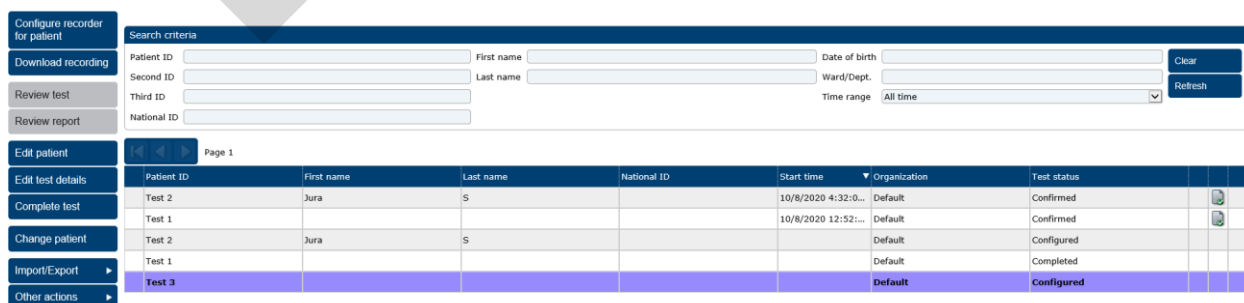 Configure recorder
for patient
Download recording
Review test
Review report
Edit patient
Edit test details
Complete test
Change patient
Import/Export
Other actions
Search criteria
Patient ID First name Date of birth Clear
Second ID Last name Ward/Dept.
Third ID Time range All time Refresh
National ID
Page 1
Patient ID First name Last name National ID Start time Organization Test status
Test 2 Jura S 10/8/2020 4:32:0... Default Confirmed
Test 1 10/8/2020 12:52:... Default Confirmed
Test 2 Jura S Default Configured
Test 1 Default Completed
Test 3 Default Configured